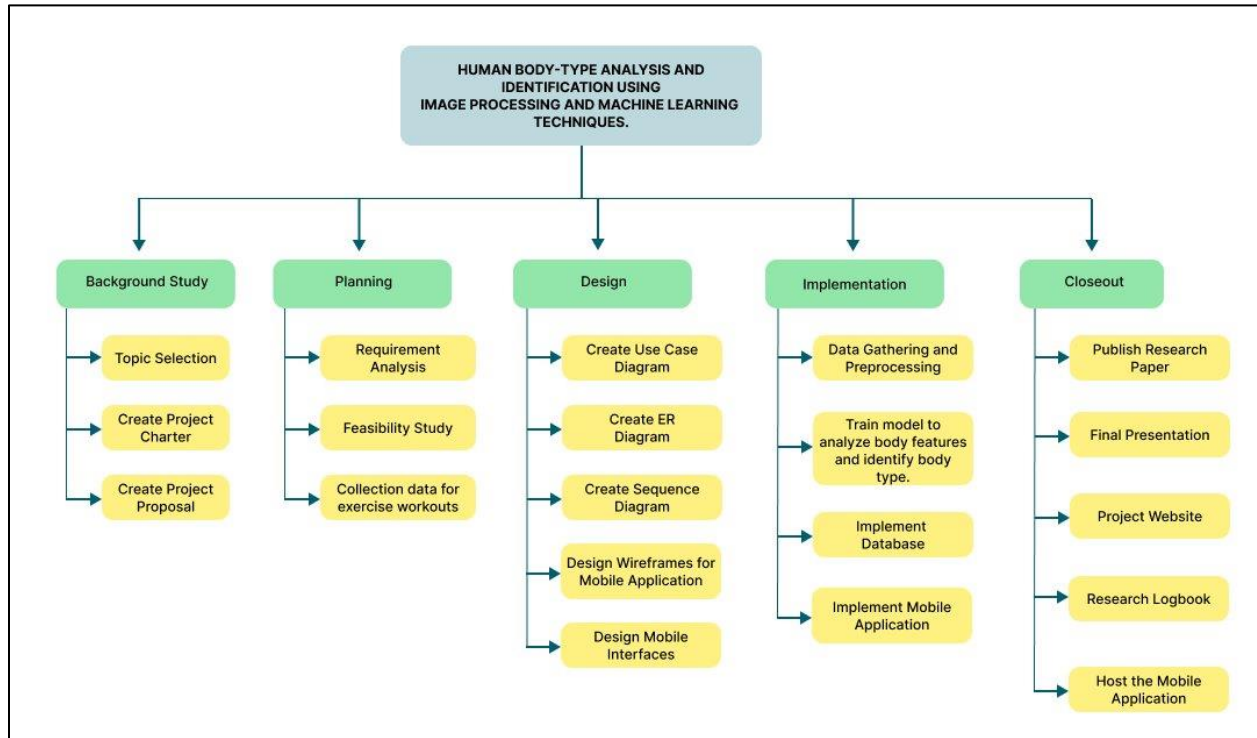 HUMAN BODY-TYPE ANALYSIS AND
IDENTIFICATION USING
IMAGE PROCESSING AND MACHINE LEARNING
TECHNIQUES.
Background Study
Topic Selection
Create Project
Charter
Create Project
Proposal
Planning
Requirement
Analysis
Feasibility Study
Collection data for
exercise workouts
Design
Create Use Case
Diagram
Create ER
Diagram
Create Sequence
Diagram
Design Wireframes for
Mobile Application
Design Mobile
Interfaces
Implementation
Data Gathering and
Preprocessing
Train model to
analyze body features
and identify body
type.
Implement
Database
Implement Mobile
Application
Closeout
Publish Research
Paper
Final Presentation
Project Website
Research Logbook
Host the Mobile
Application